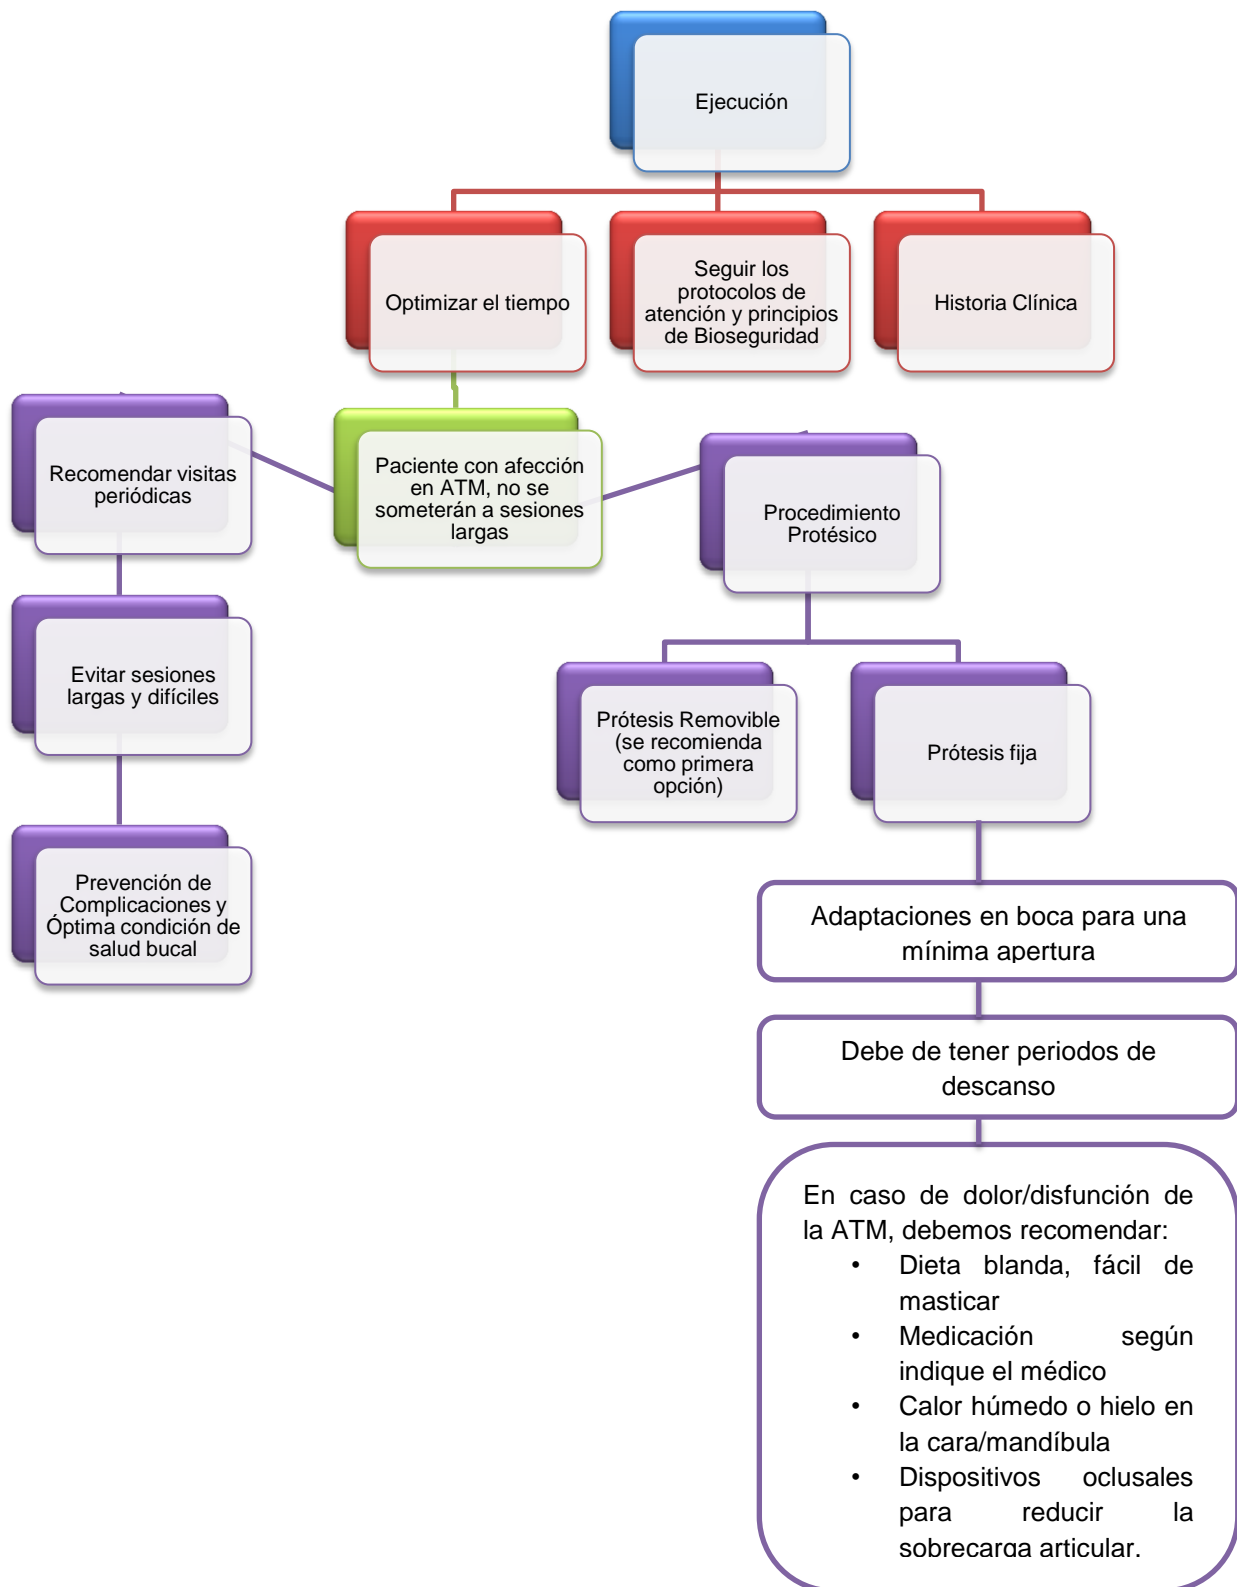 Ejecución
Optimizar el tiempo
Seguir los
protocolos de
atención y principios
de Bioseguridad
Historia Clínica
Recomendar visitas
periódicas
Paciente con afección
en ATM, no se
someterán a sesiones
largas
Procedimiento
Protésico
Evitar sesiones
largas y difíciles
Prótesis Removible
(se recomienda
como primera
opción)
Prótesis fija
Prevención de
Complicaciones y
Óptima condición de
salud bucal
Adaptaciones en boca para una
mínima apertura
Debe de tener periodos de
descanso
En caso de dolor/disfunción de
la ATM, debemos recomendar:
• Dieta blanda, fácil de
masticar
• Medicación según
indique el médico
• Calor húmedo o hielo en
la cara/mandíbula
• Dispositivos oclusales
para reducir la
sobrecarga articular.